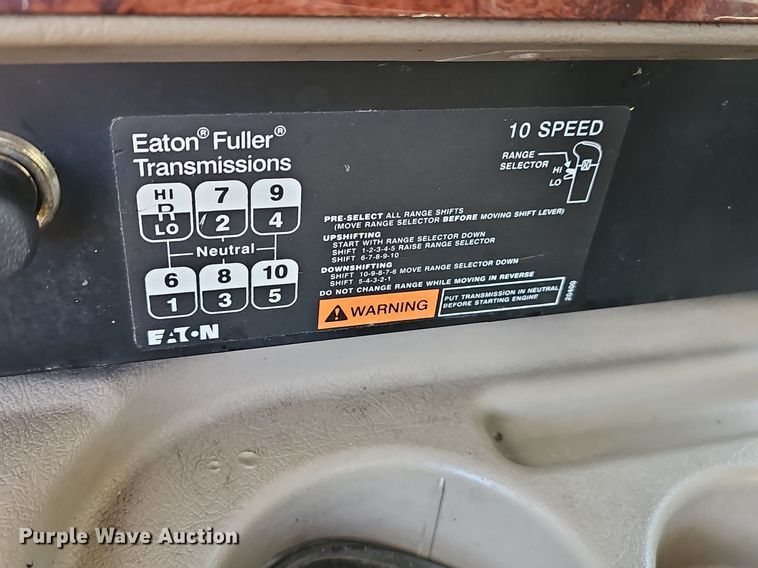 Eaton® Fuller®
Transmissions
10 SPEED
RANGE
SELECTOR
HI
LO
HI 7 9
R
LO 2 4
Neutral
6 8 10
1 3 5
EATON
PRE-SELECT ALL RANGE SHIFTS
(MOVE RANGE SELECTOR BEFORE MOVING SHIFT LEVER)
UPSHIFTING
START WITH RANGE SELECTOR DOWN
SHIFT 1-2-3-4-5 RAISE RANGE SELECTOR
SHIFT 6-7-8-9-10
DOWNSHIFTING
SHIFT 10-9-8-7-6 MOVE RANGE SELECTOR DOWN
SHIFT 5-4-3-2-1
DO NOT CHANGE RANGE WHILE MOVING IN REVERSE
WARNING
PUT TRANSMISSION IN NEUTRAL
BEFORE STARTING ENGINE
20490
Purple Wave Auction